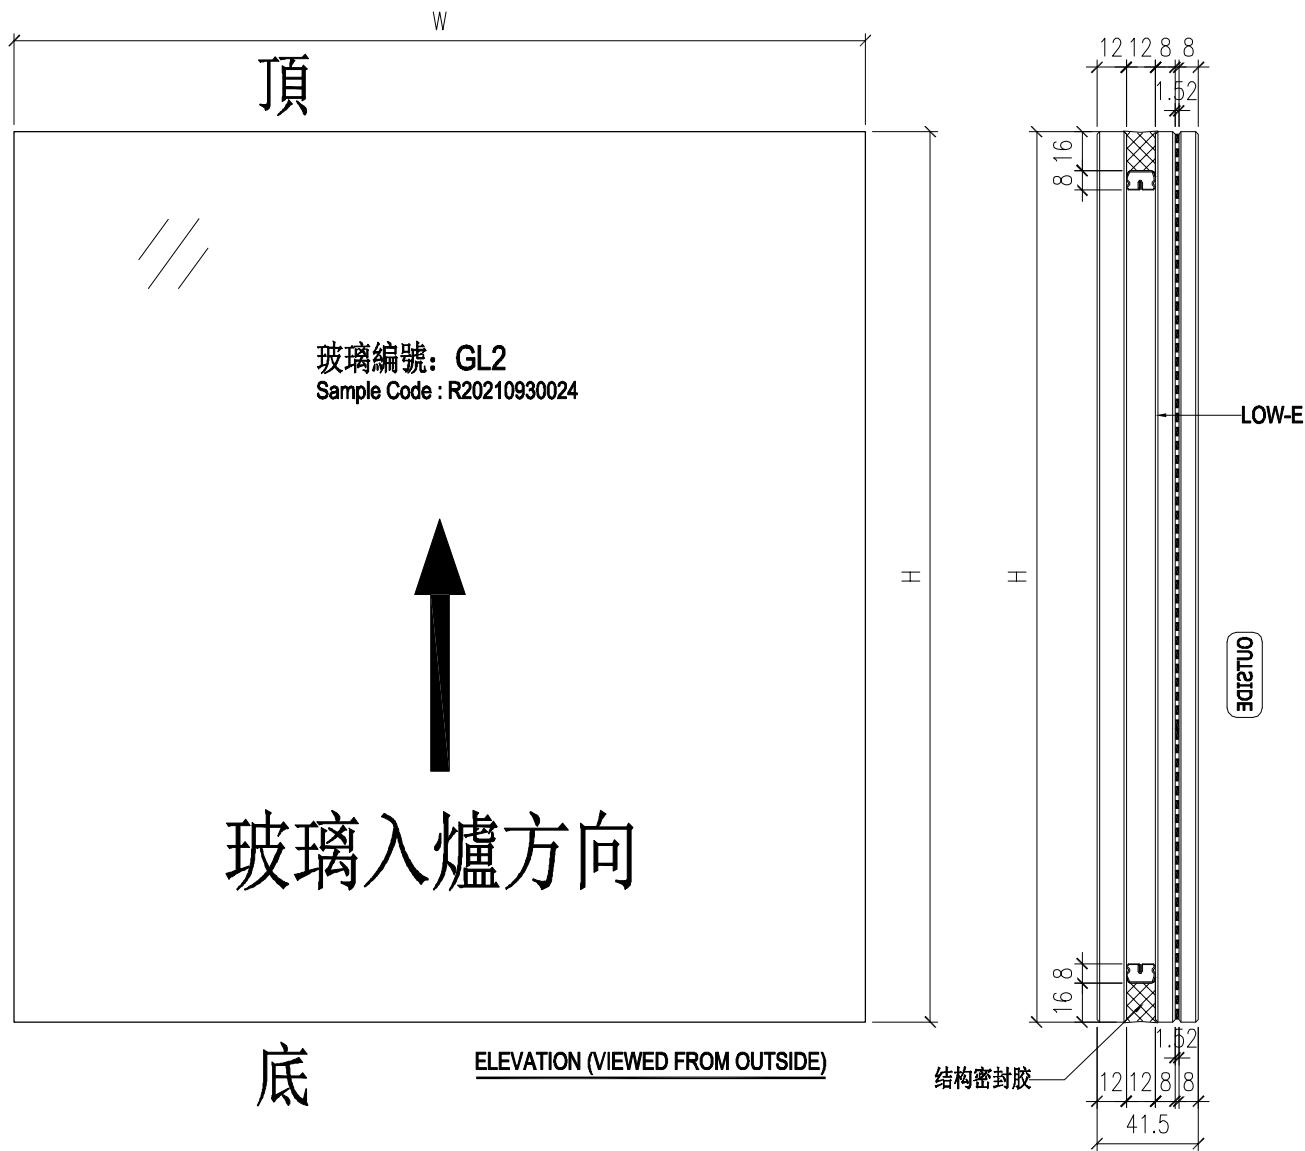 W
頂
玻璃編號: GL2
Sample Code : R20210930024
玻璃入爐方向
底
ELEVATION (VIEWED FROM OUTSIDE)
H
H
12 12 8 8
1.52
16
8
LOW-E
OUTSIDE
8
16
1.52
结构密封胶
12 12 8 8
41.5